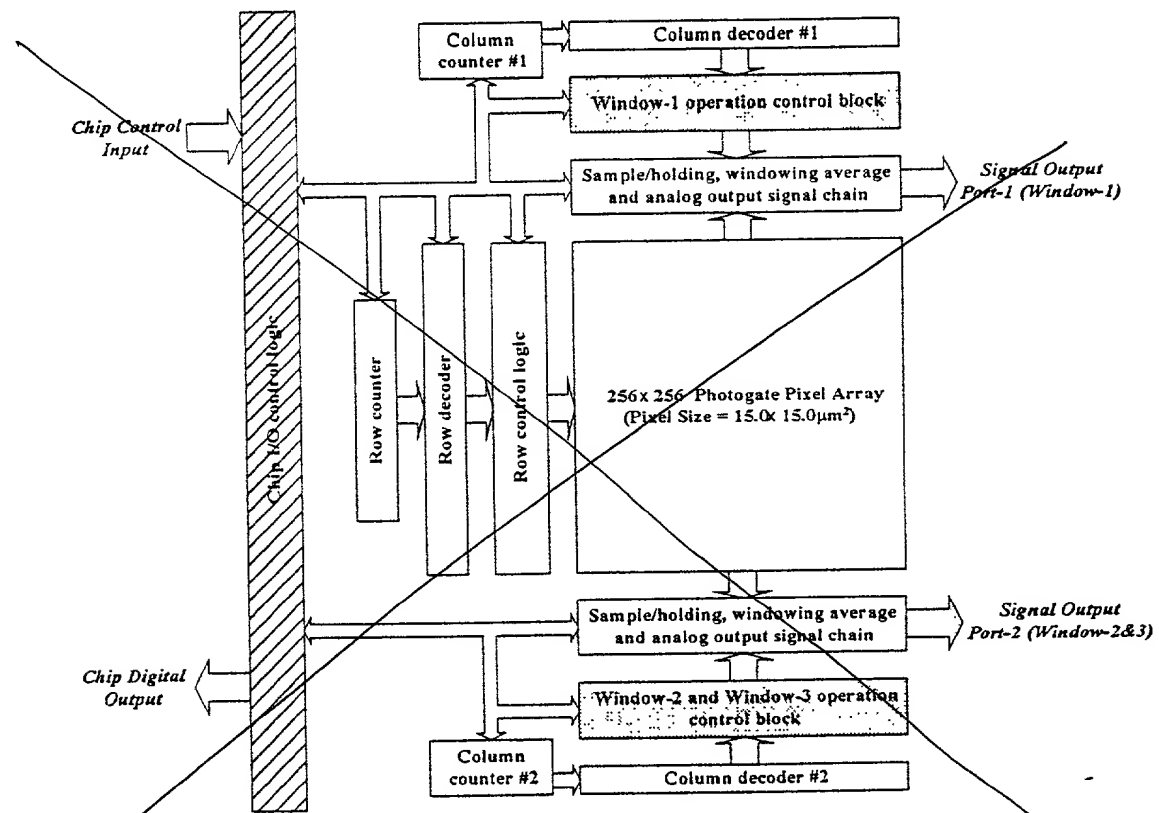 Column
counter #1
Column decoder #1
Window-1 operation control block
Chip Control
Input
Sample/holding, windowing average
and analog output signal chain
Signal Output
Port-1 (Window-1)
Chip I/O control logic
Row counter
Row decoder
Row control logic
256x 256 Photogate Pixel Array
(Pixel Size = 15.0x 15.0μm²)
Sample/holding, windowing average
and analog output signal chain
Signal Output
Port-2 (Window-2&3)
Chip Digital
Output
Window-2 and Window-3 operation
control block
Column
counter #2
Column decoder #2